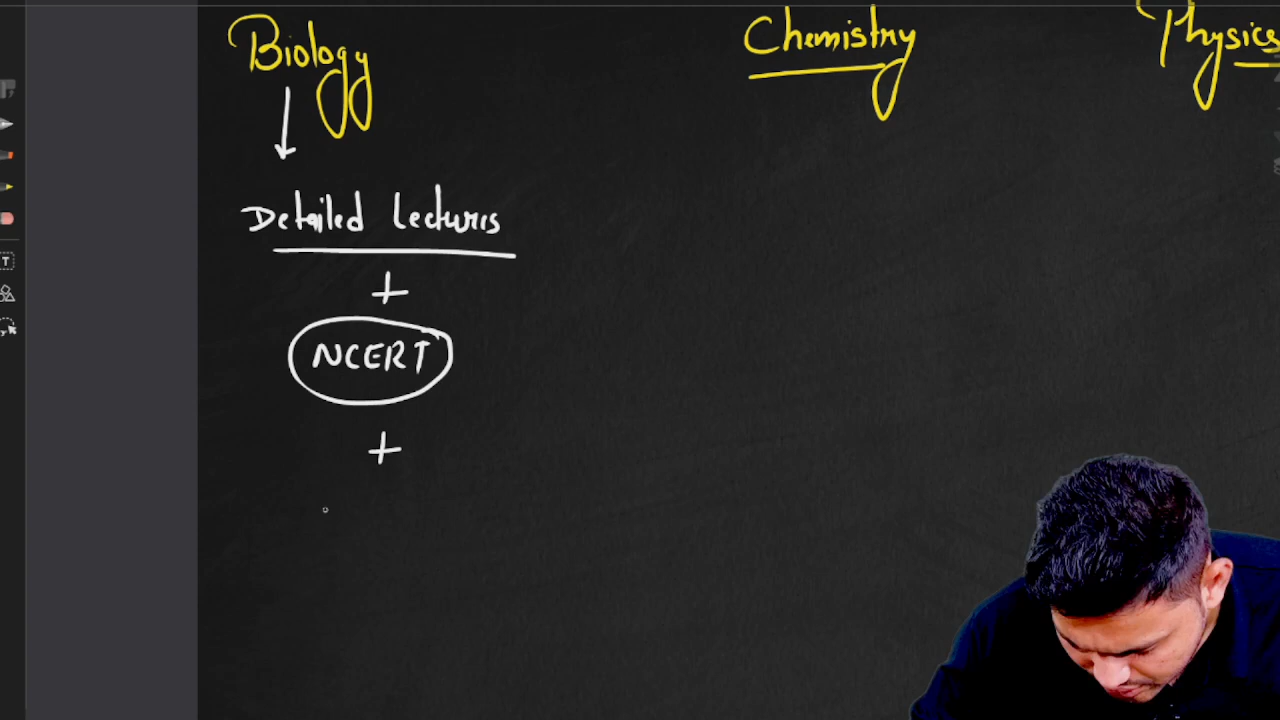 Biology Chemistry Physics
Detailed Lectures
+
NCERT
+